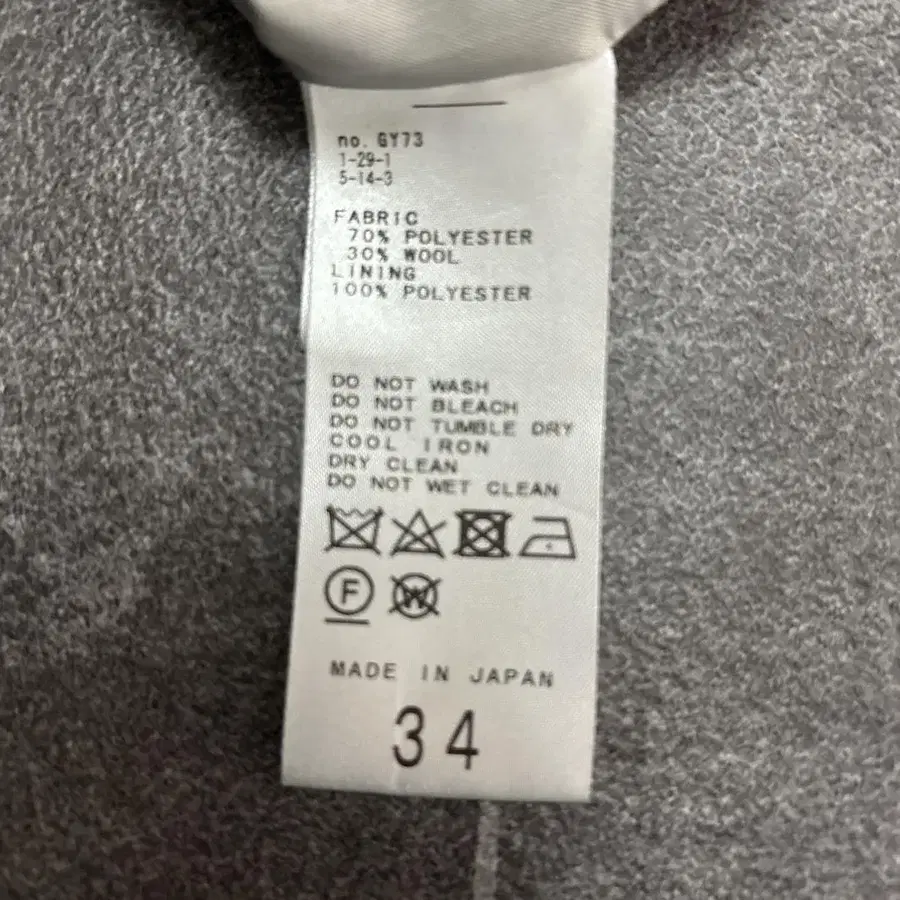 no. GY73
1-29-1
5-14-3
FABRIC
70% POLYESTER
30% WOOL
LINING
100% POLYESTER
DO NOT WASH
DO NOT BLEACH
DO NOT TUMBLE DRY
COOL IRON
DRY CLEAN
DO NOT WET CLEAN
F W
MADE IN JAPAN
34